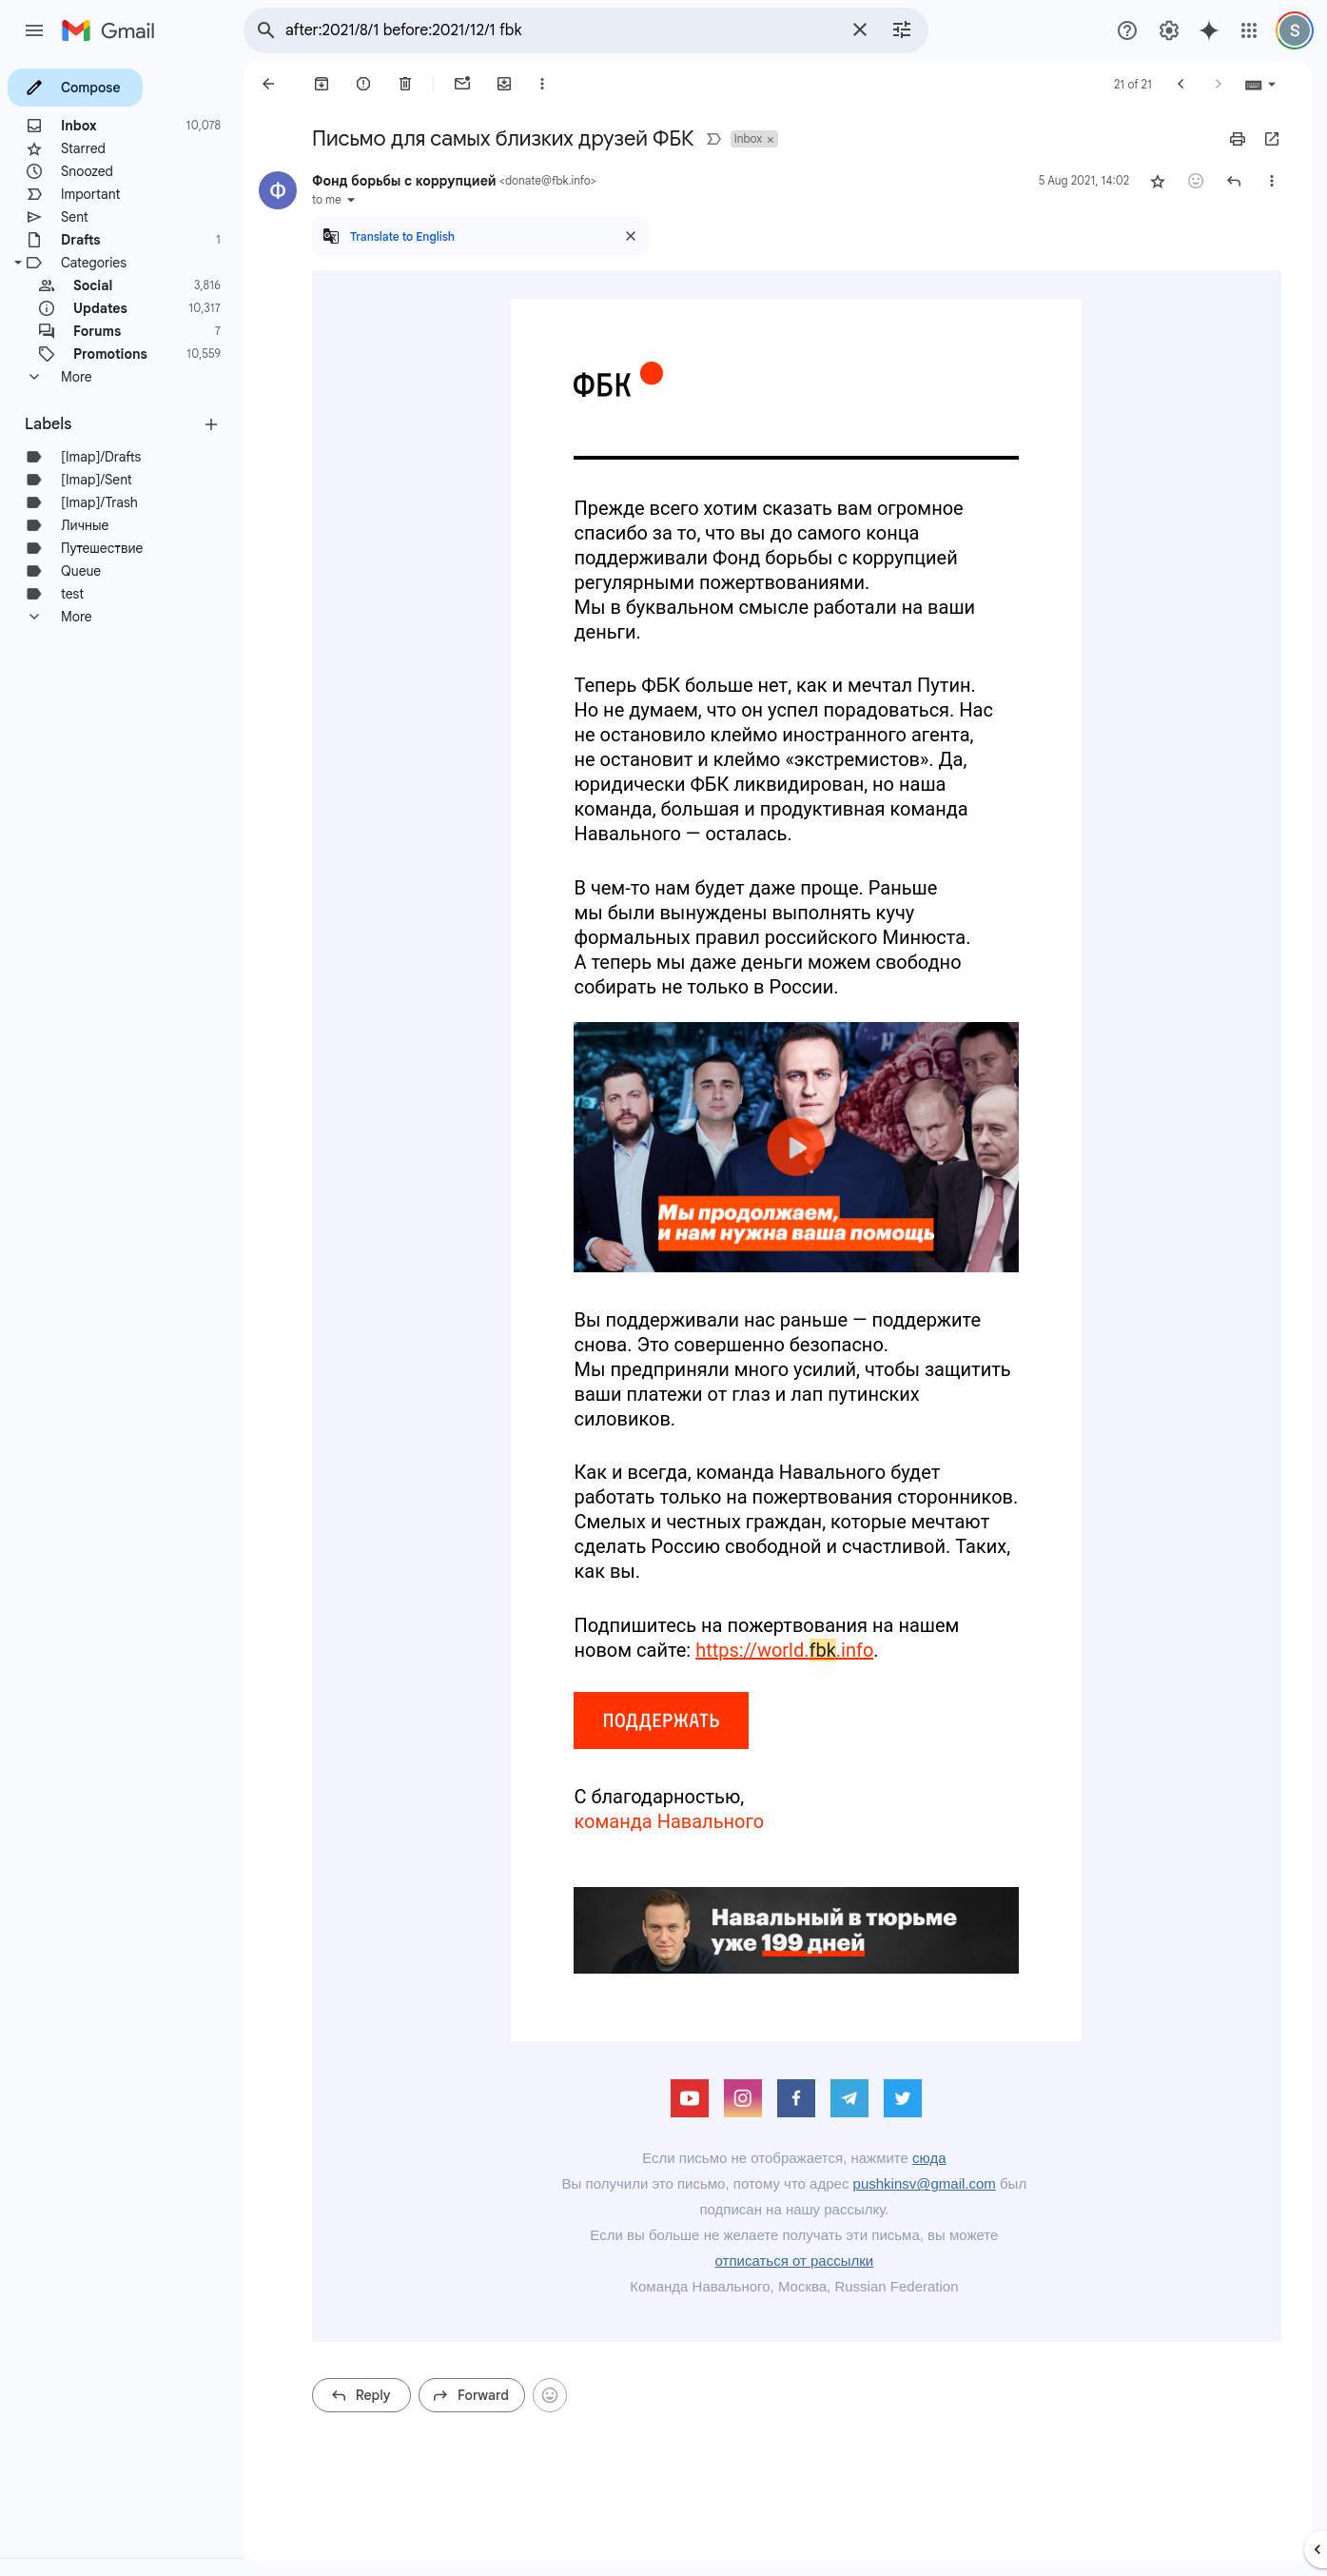 Gmail
after:2021/8/1 before:2021/12/1 fbk
S
Compose
Inbox 10,078
Starred
Snoozed
Important
Sent
Drafts 1
Categories
Social 3,816
Updates 10,317
Forums 7
Promotions 10,559
More
Labels
[Imap]/Drafts
[Imap]/Sent
[Imap]/Trash
Личные
Путешествие
Queue
test
More
21 of 21
Письмо для самых близких друзей ФБК Inbox ×
Ф
Фонд борьбы с коррупцией <donate@fbk.info> 5 Aug 2021, 14:02
to me
Translate to English
ФБК
Прежде всего хотим сказать вам огромное
спасибо за то, что вы до самого конца
поддерживали Фонд борьбы с коррупцией
регулярными пожертвованиями.
Мы в буквальном смысле работали на ваши
деньги.
Теперь ФБК больше нет, как и мечтал Путин.
Но не думаем, что он успел порадоваться. Нас
не остановило клеймо иностранного агента,
не остановит и клеймо «экстремистов». Да,
юридически ФБК ликвидирован, но наша
команда, большая и продуктивная команда
Навального — осталась.
В чем-то нам будет даже проще. Раньше
мы были вынуждены выполнять кучу
формальных правил российского Минюста.
А теперь мы даже деньги можем свободно
собирать не только в России.
Мы продолжаем,
и нам нужна ваша помощь
Вы поддерживали нас раньше — поддержите
снова. Это совершенно безопасно.
Мы предприняли много усилий, чтобы защитить
ваши платежи от глаз и лап путинских
силовиков.
Как и всегда, команда Навального будет
работать только на пожертвования сторонников.
Смелых и честных граждан, которые мечтают
сделать Россию свободной и счастливой. Таких,
как вы.
Подпишитесь на пожертвования на нашем
новом сайте: https://world.fbk.info.
ПОДДЕРЖАТЬ
С благодарностью,
команда Навального
Навальный в тюрьме
уже 199 дней
Если письмо не отображается, нажмите сюда
Вы получили это письмо, потому что адрес pushkinsv@gmail.com был
подписан на нашу рассылку.
Если вы больше не желаете получать эти письма, вы можете
отписаться от рассылки
Команда Навального, Москва, Russian Federation
Reply
Forward